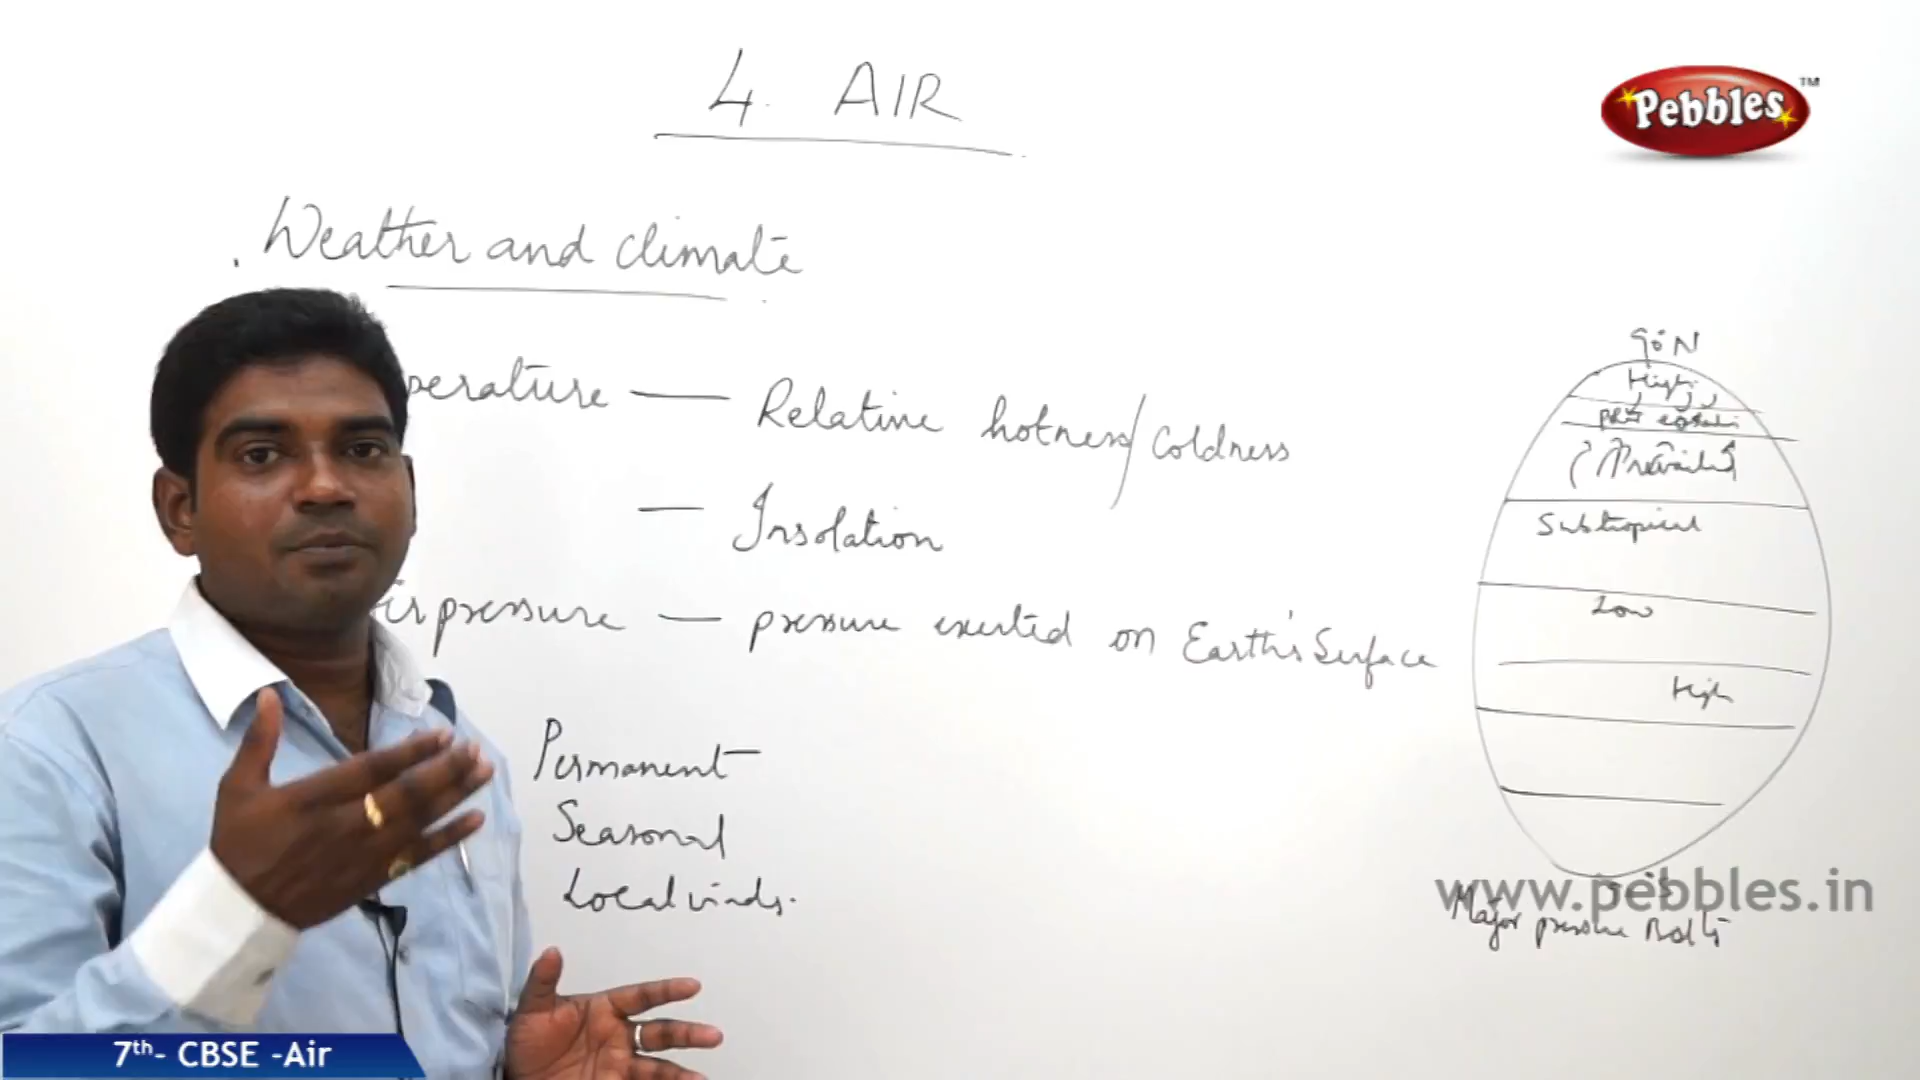 4. AIR
Pebbles™
Weather and climate
perature — Relative hotness/coldness
— Insolation
ir pressure — pressure exerted on Earth's Surface
Permanent —
Seasonal
Local winds.
90°N
High
Subtropical
Low
High
www.pebbles.in
Major pressure Belts
7th- CBSE -Air